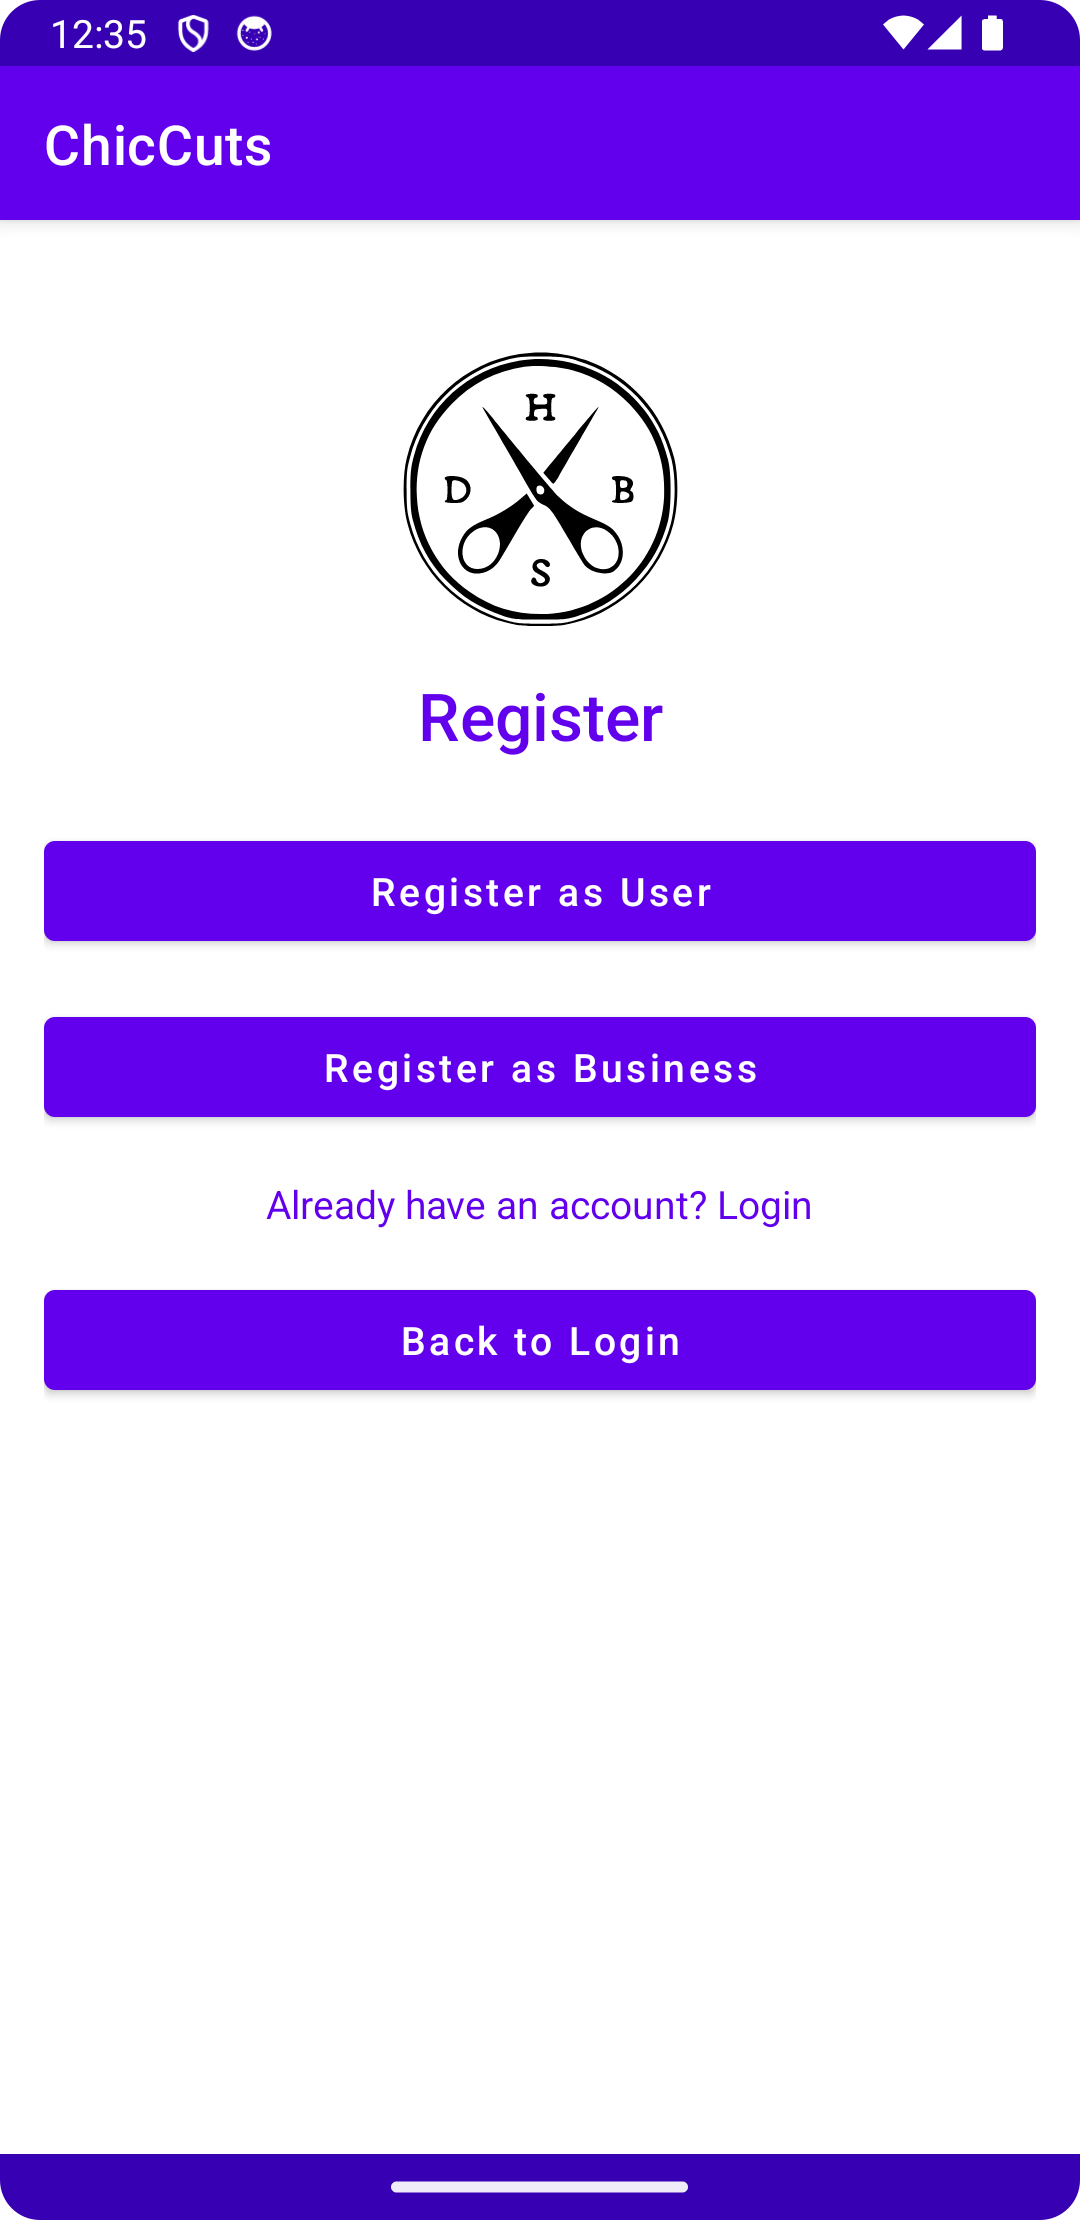 12:35
ChicCuts
H
D B
S
Register
Register as User
Register as Business
Already have an account? Login
Back to Login